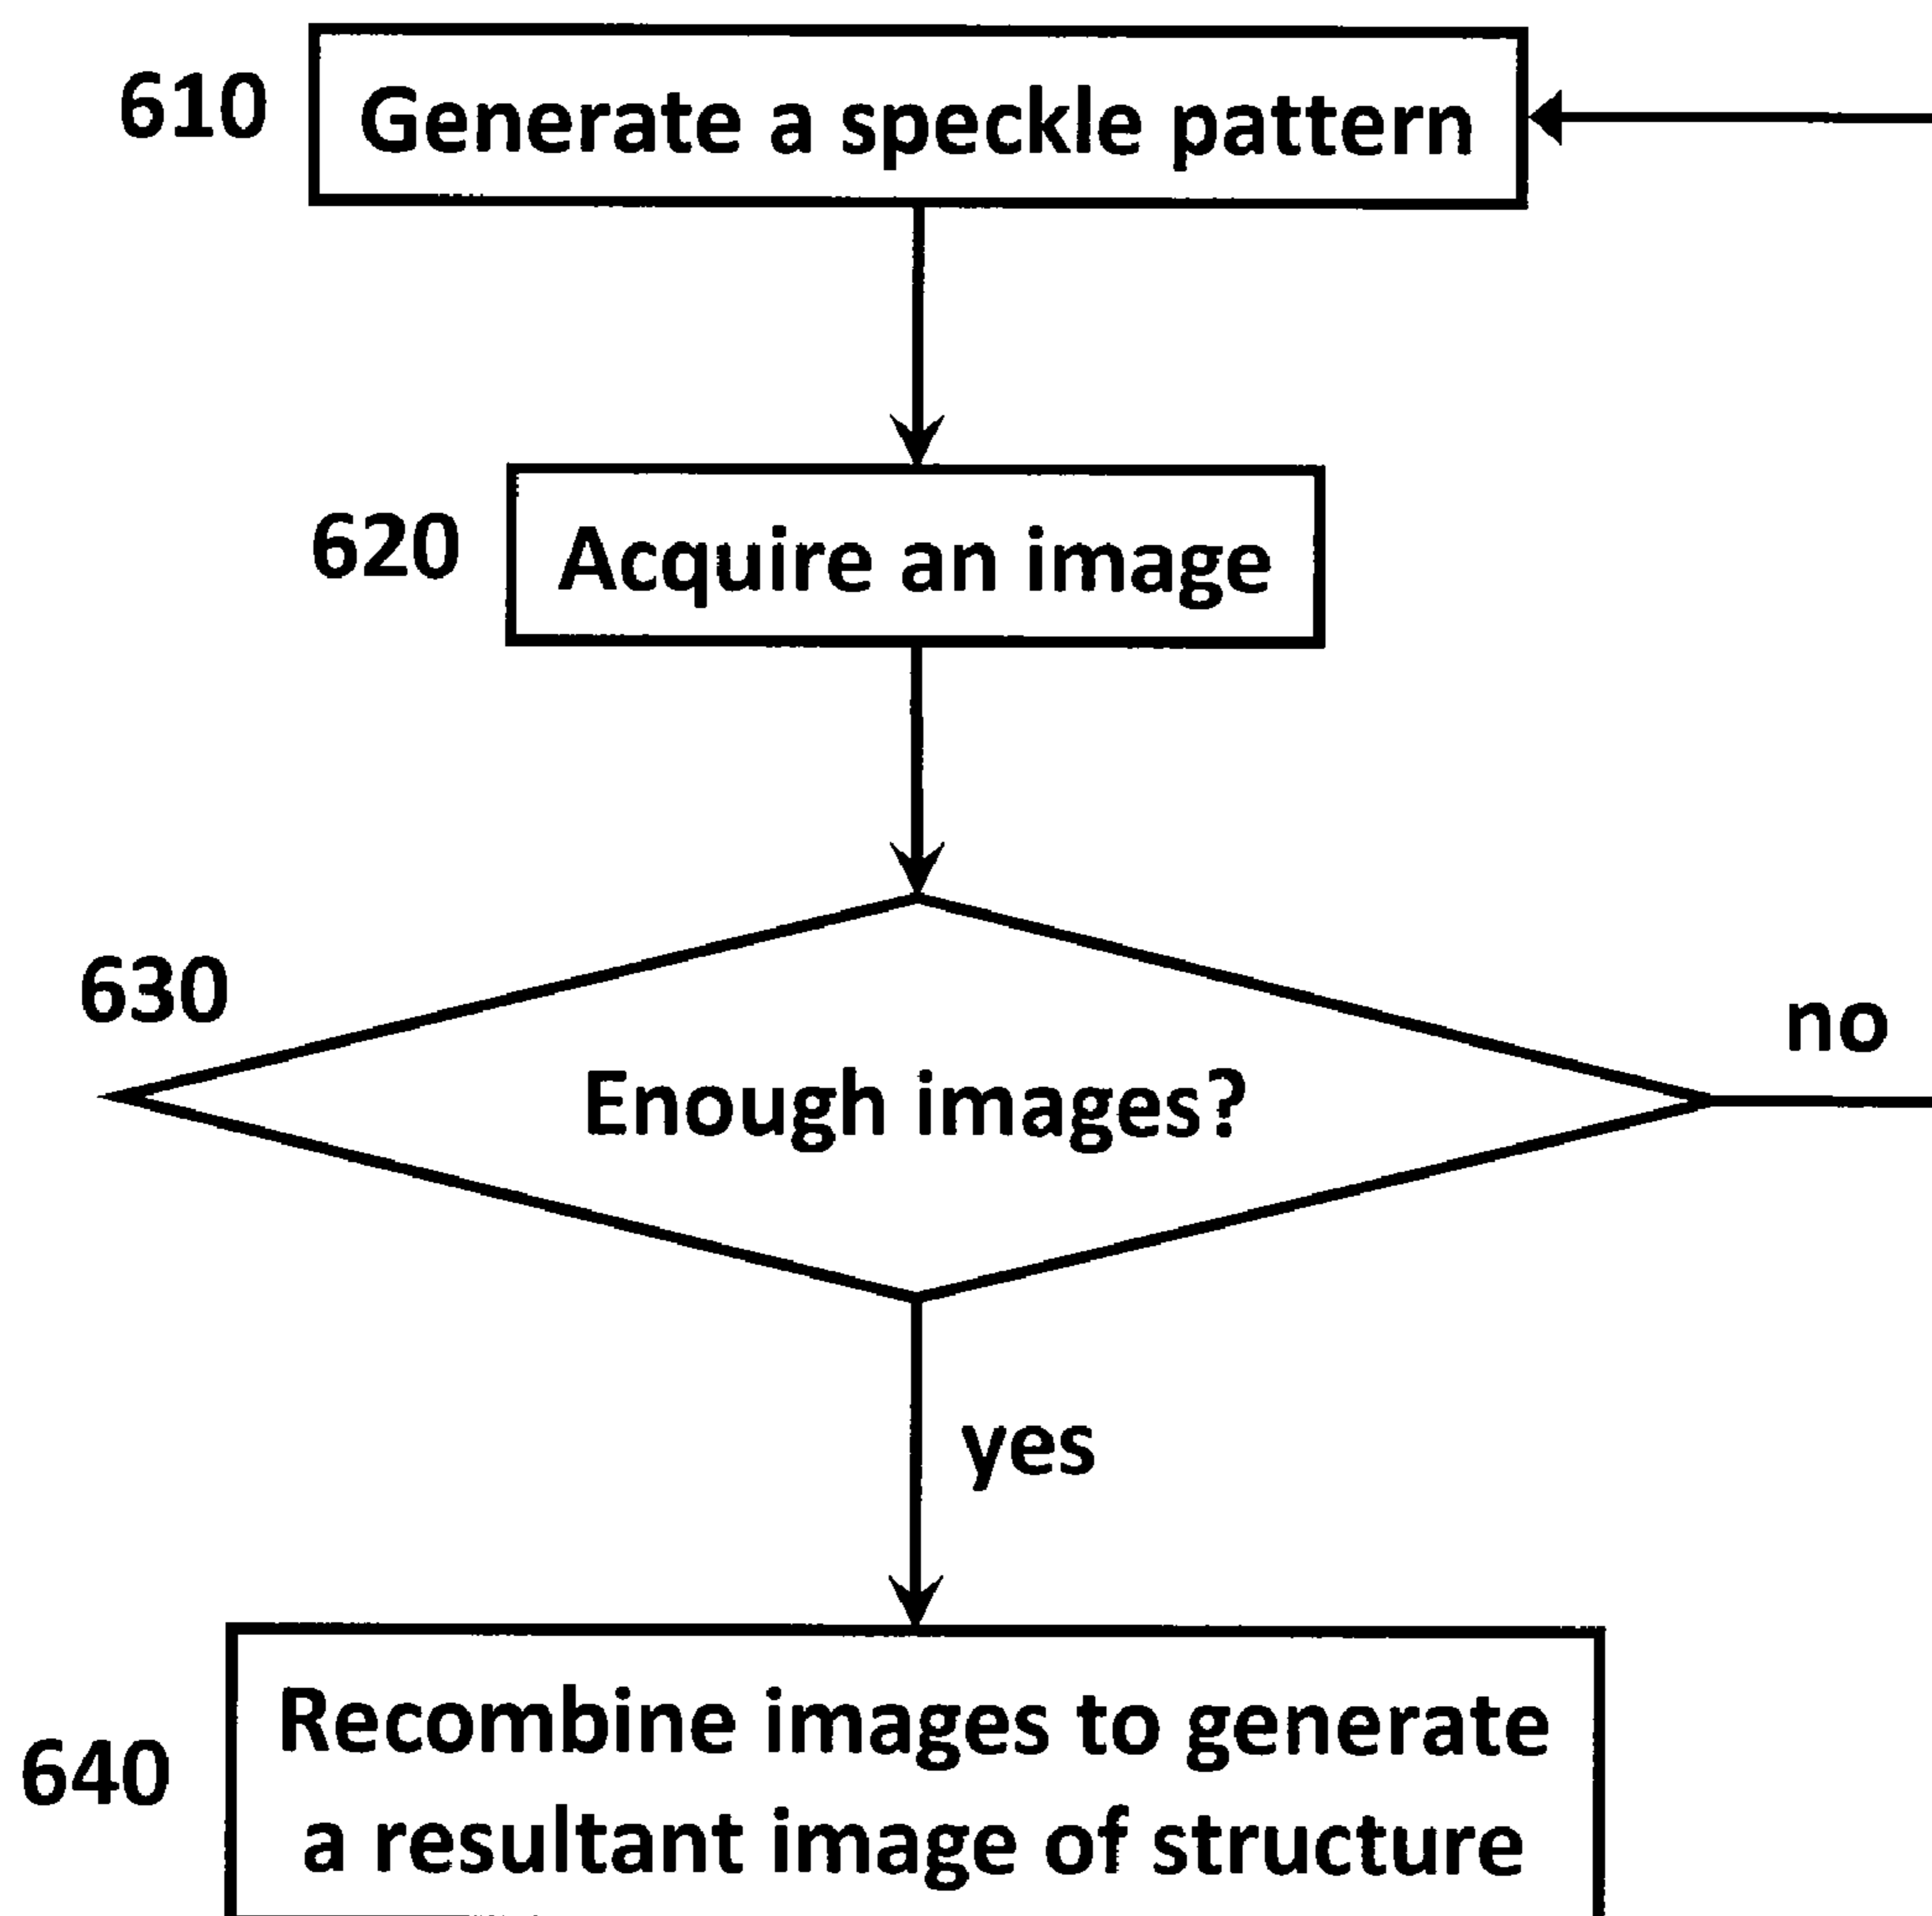 610
Generate a speckle pattern
620
Acquire an image
630
no
Enough images?
yes
640
Recombine images to generate
a resultant image of structure